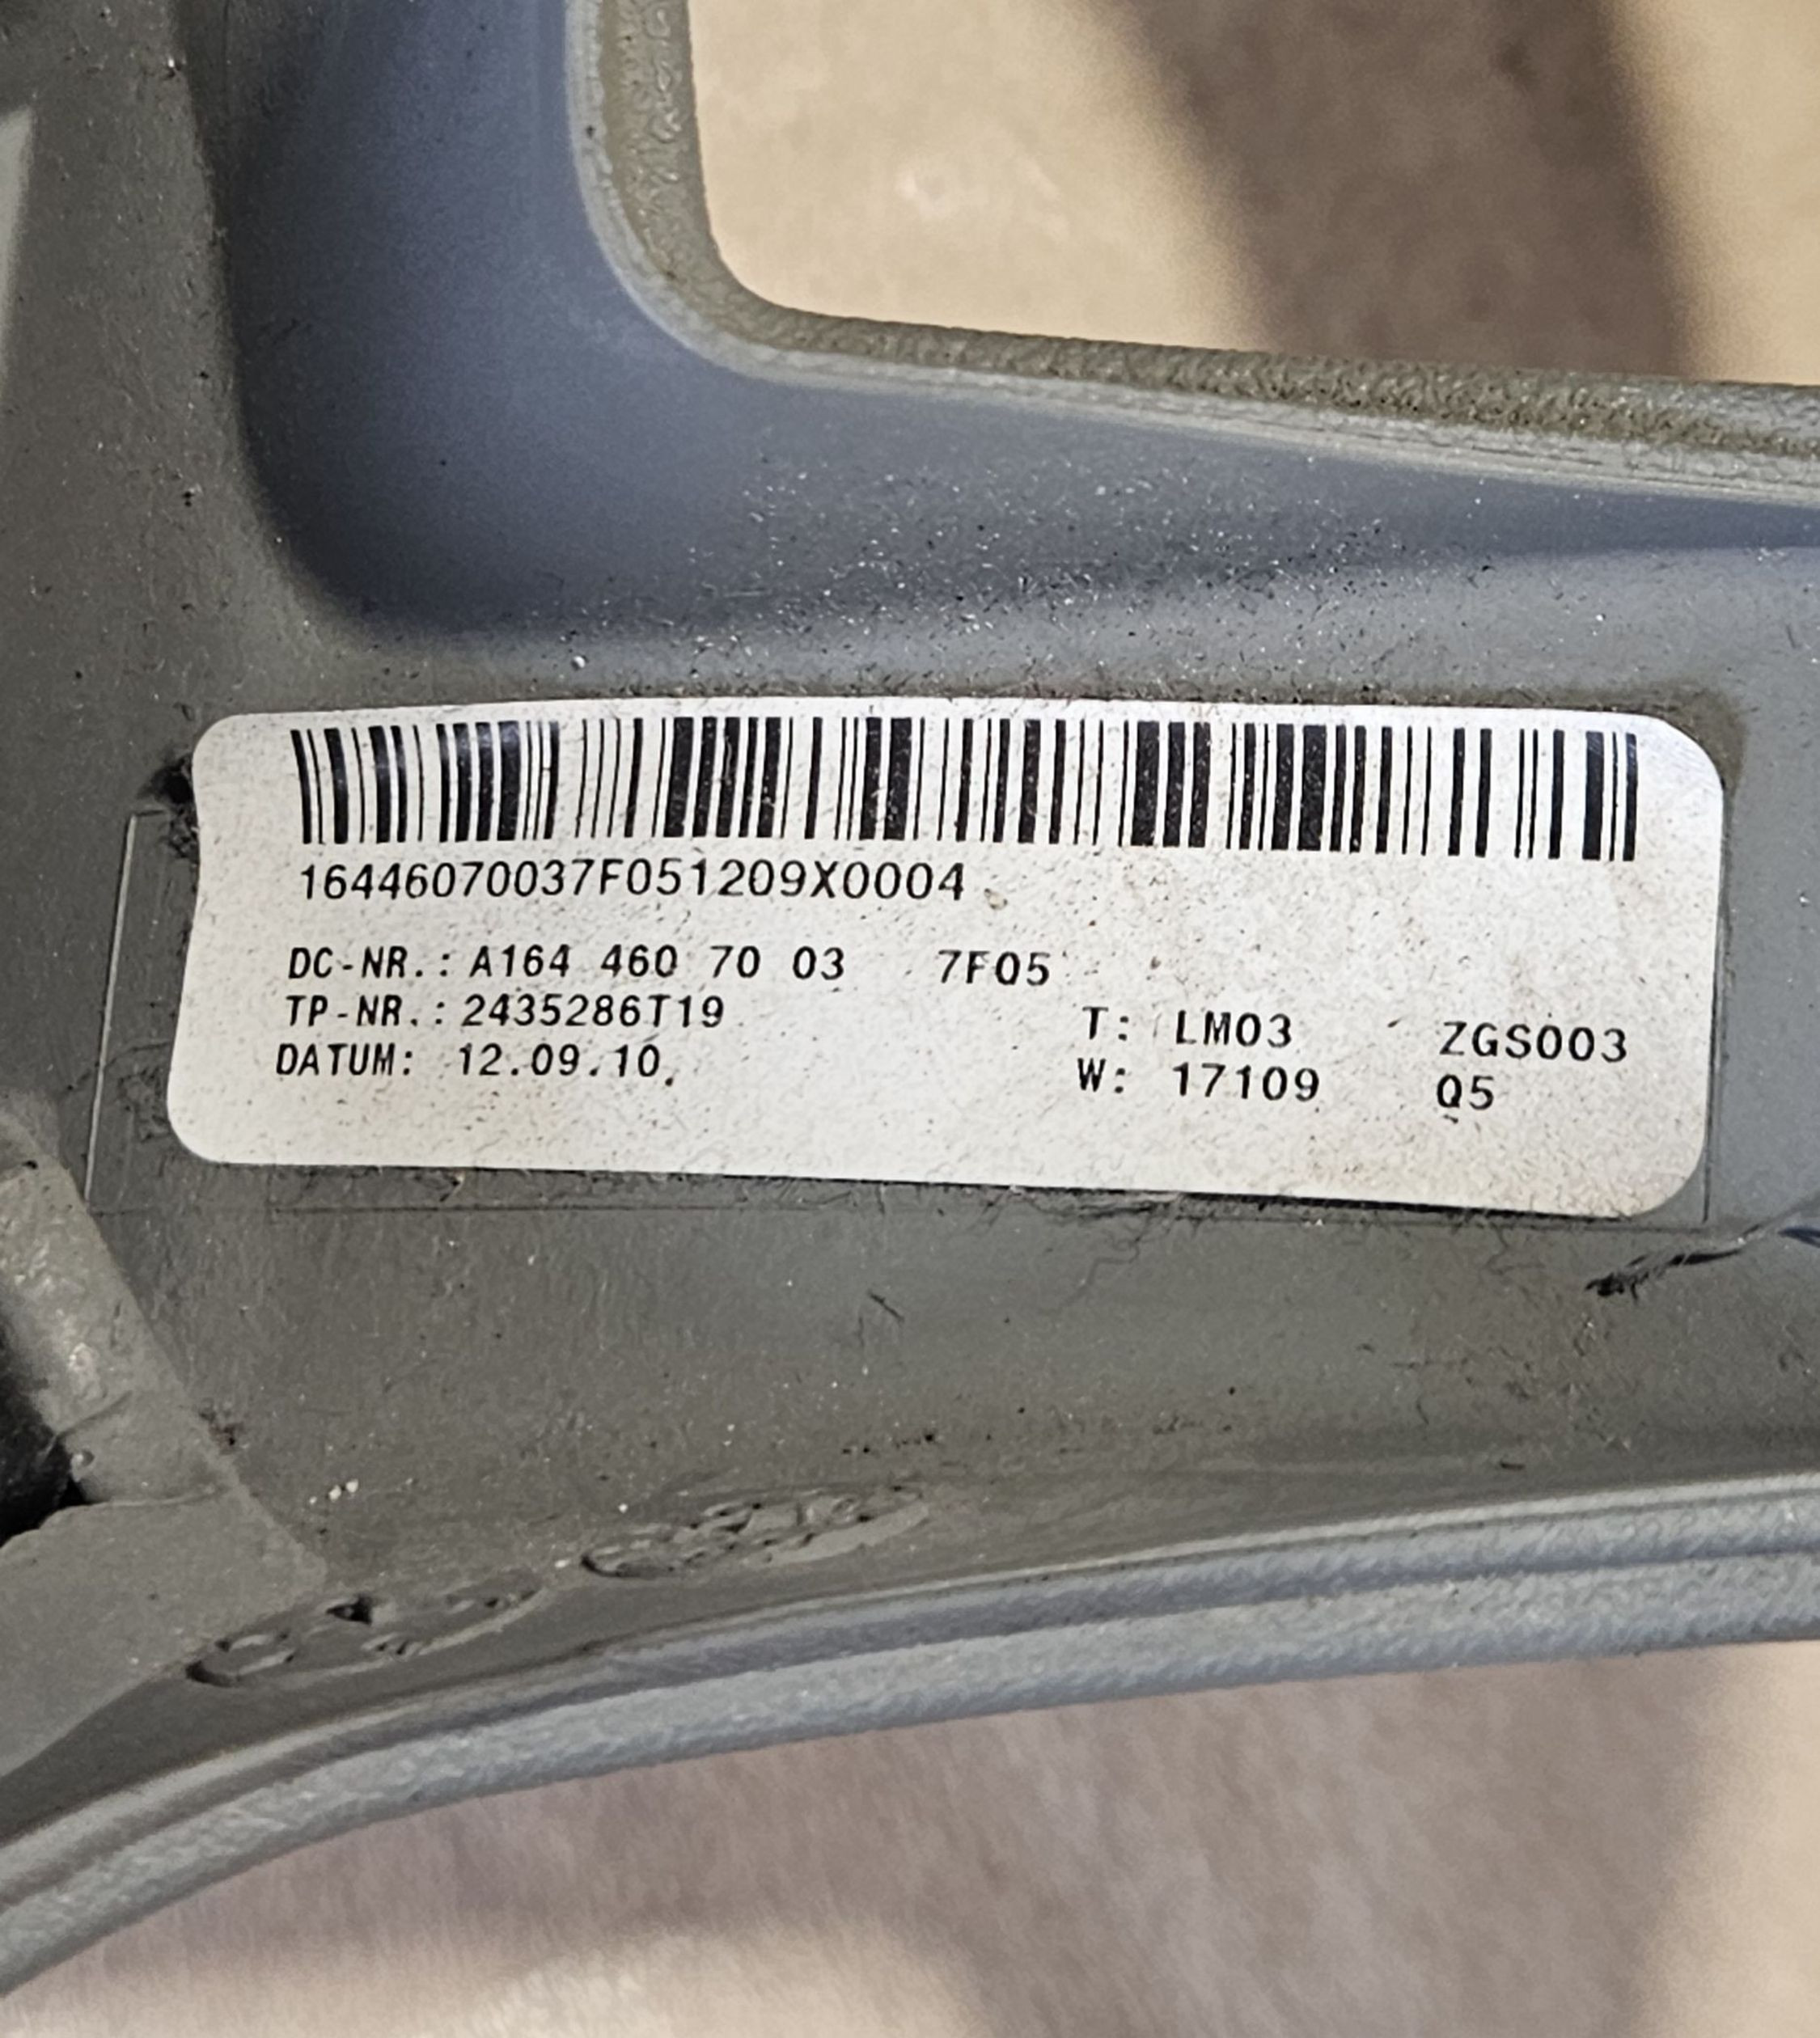 16446070037F051209X0004
DC-NR.: A164 460 70 03 7F05
TP-NR.: 2435286T19
T: LM03 ZGS003
DATUM: 12.09.10.
W: 17109 Q5